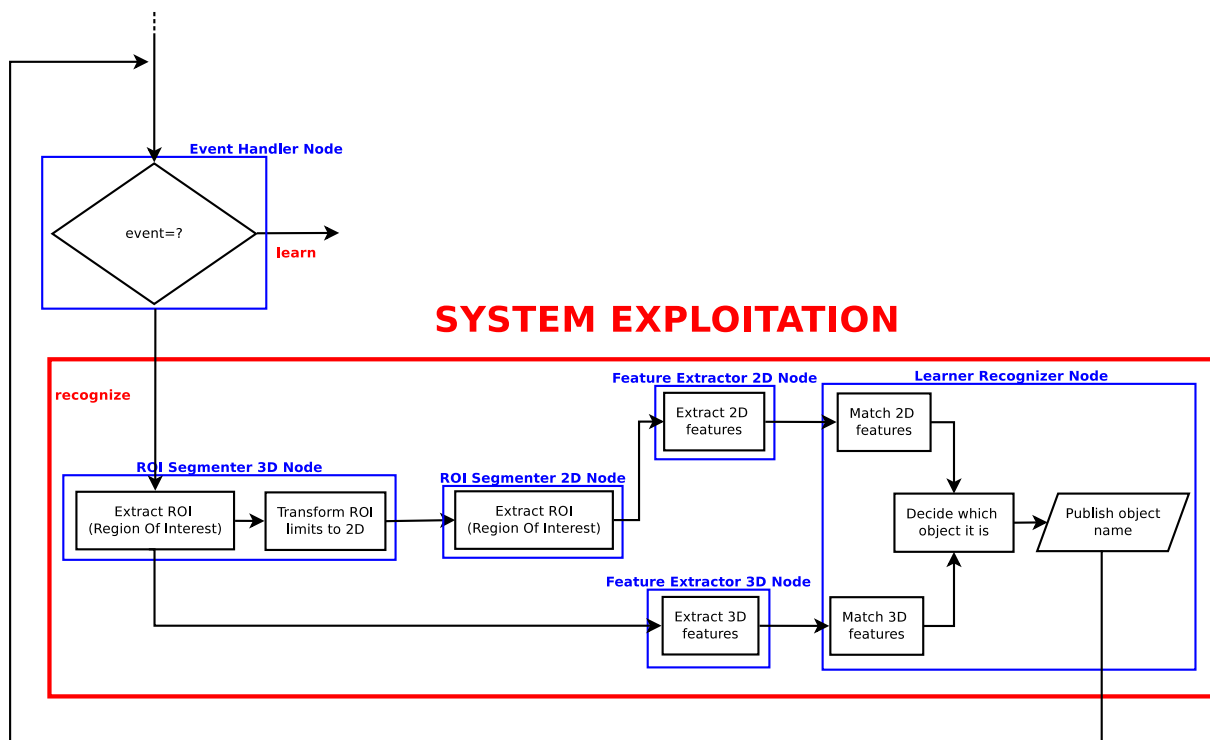 Event Handler Node
event=?
learn
SYSTEM EXPLOITATION
recognize
Feature Extractor 2D Node
Extract 2D
features
Learner Recognizer Node
Match 2D
features
ROI Segmenter 3D Node
Extract ROI
(Region Of Interest)
Transform ROI
limits to 2D
ROI Segmenter 2D Node
Extract ROI
(Region Of Interest)
Decide which
object it is
Publish object
name
Feature Extractor 3D Node
Extract 3D
features
Match 3D
features